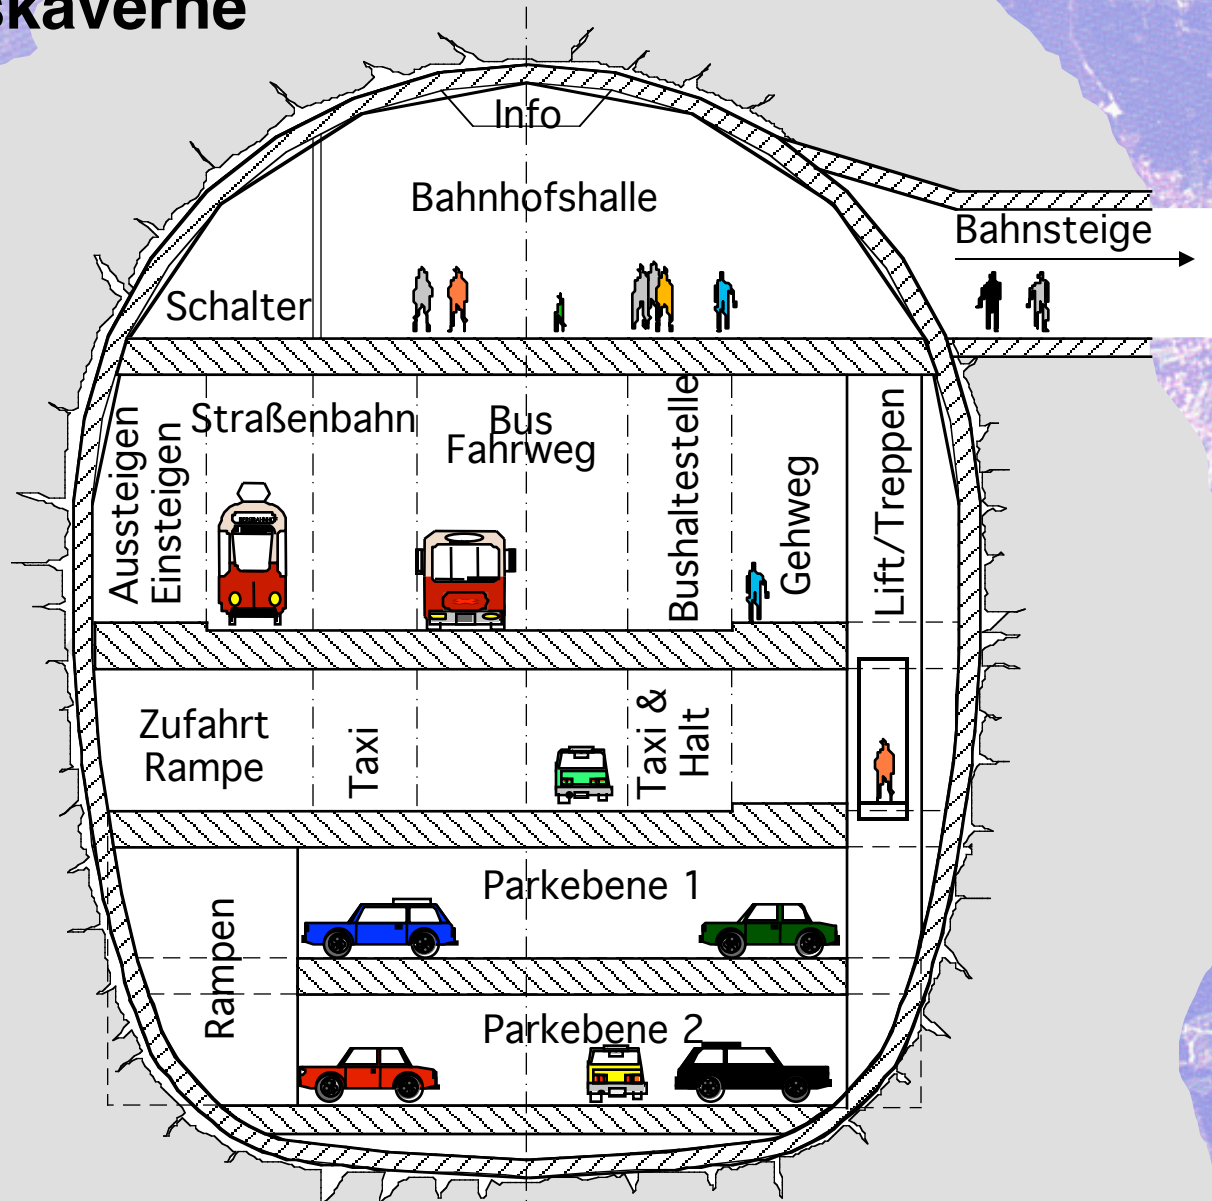 skaverne
Info
Bahnhofshalle
Bahnsteige
Schalter
Aussteigen
Einsteigen
Straßenbahn
Bus
Fahrweg
Bushaltestelle
Gehweg
Lift/Treppen
Zufahrt
Rampe
Taxi
Taxi &
Halt
Parkebene 1
Rampen
Parkebene 2